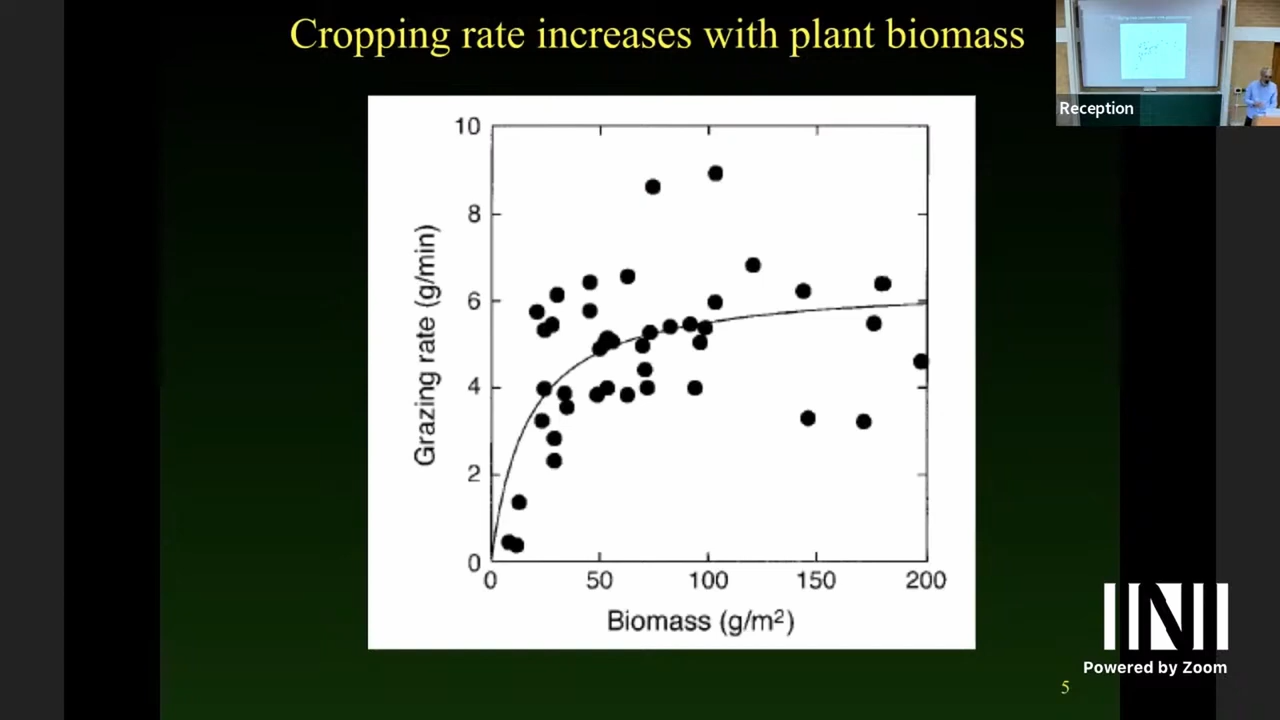 Cropping rate increases with plant biomass
Reception
10
8
6
4
2
0
Grazing rate (g/min)
0 50 100 150 200
Biomass (g/m²)
INI
Powered by Zoom
5